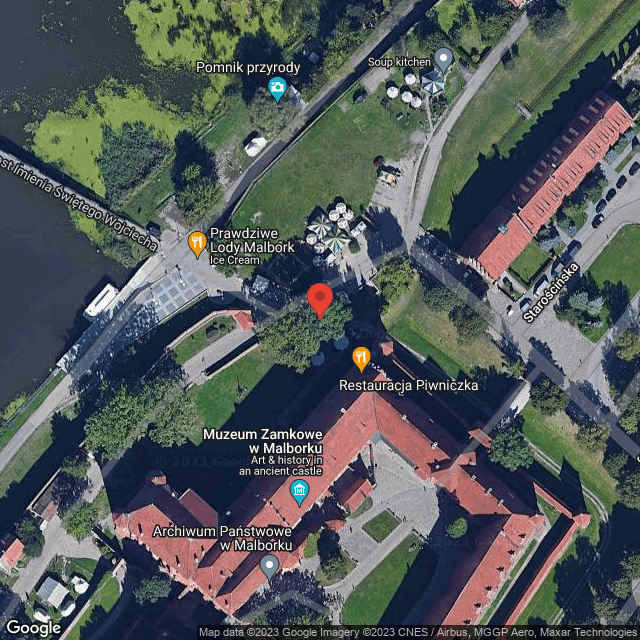 Pomnik przyrody
Soup kitchen
ost Imienia Świętego Wojciecha
Prawdziwe
Lody Malbork
Ice Cream
Starościńska
Restauracja Piwniczka
Muzeum Zamkowe
w Malborku
Art & history in
an ancient castle
Archiwum Państwowe
w Malborku
Google
Map data ©2023 Google Imagery ©2023 CNES / Airbus, MGGP Aero, Maxar Technologies